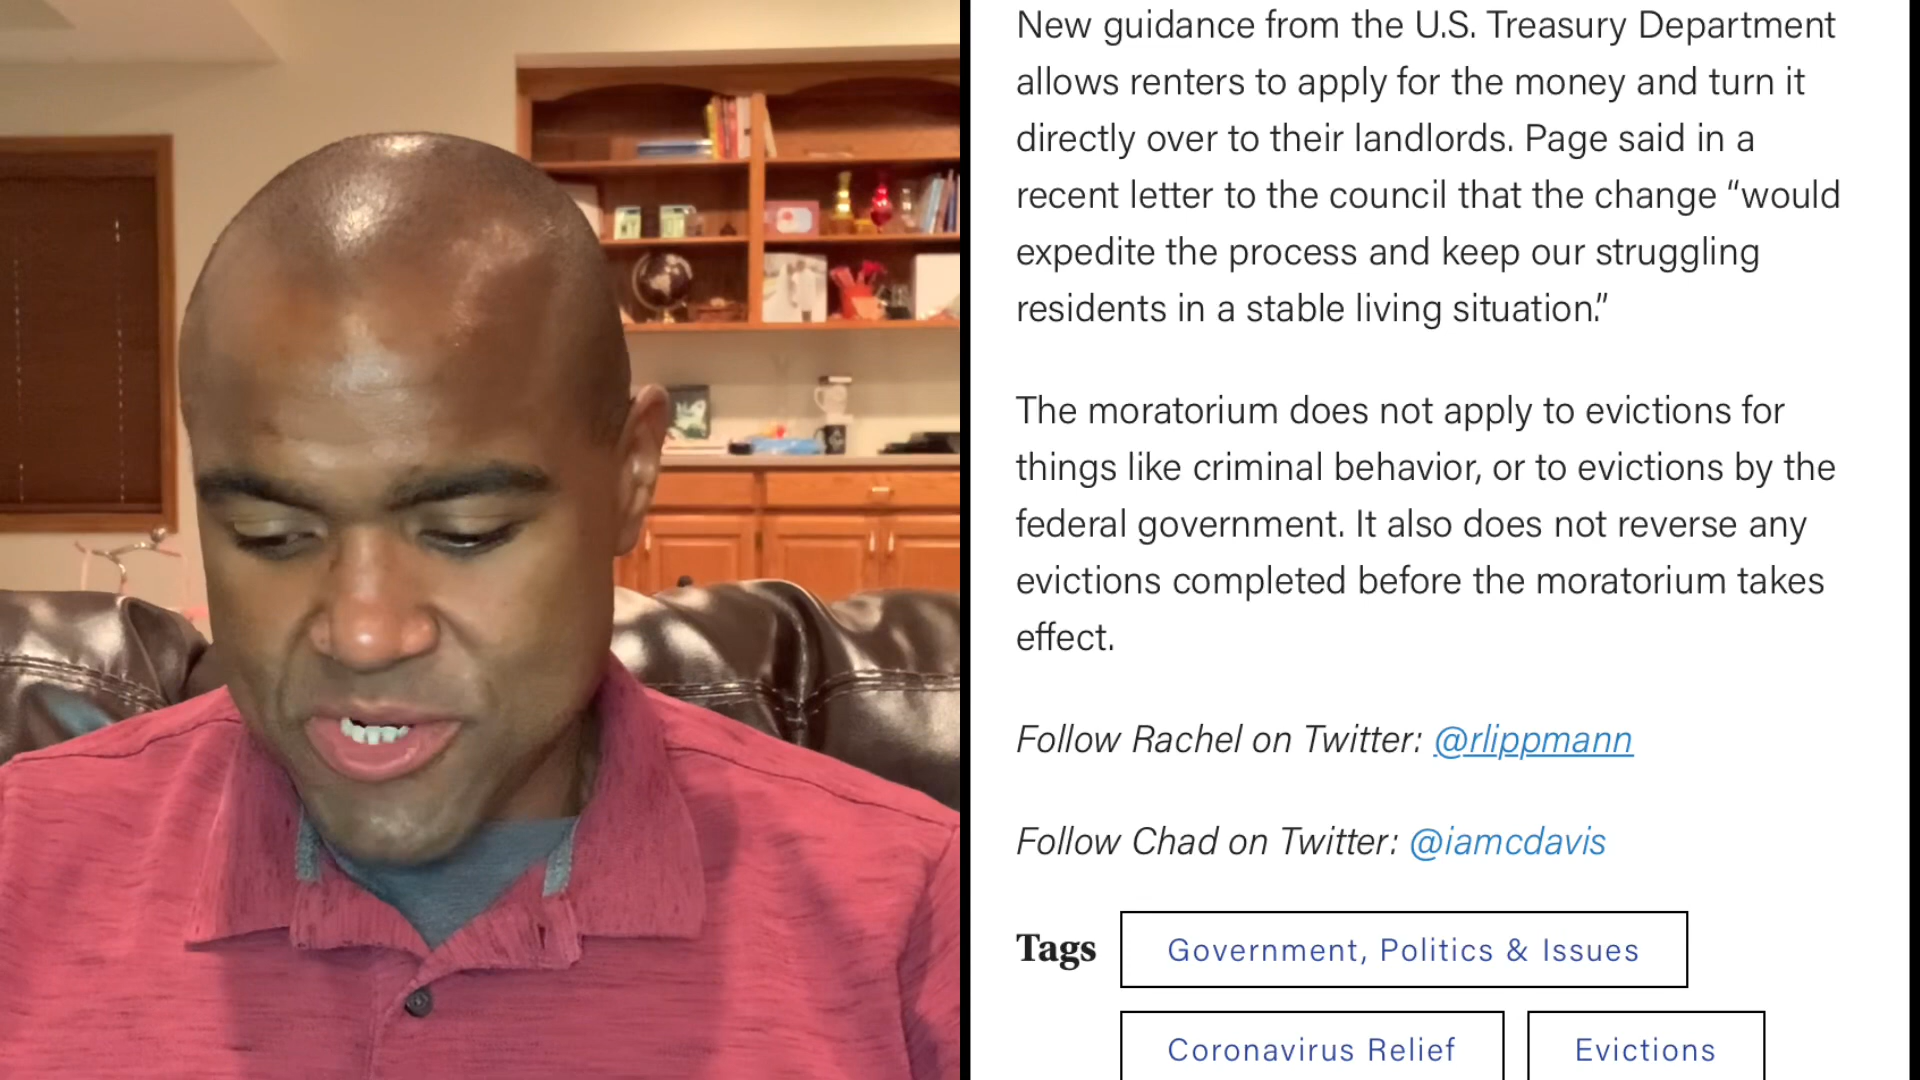 New guidance from the U.S. Treasury Department
allows renters to apply for the money and turn it
directly over to their landlords. Page said in a
recent letter to the council that the change “would
expedite the process and keep our struggling
residents in a stable living situation.”
The moratorium does not apply to evictions for
things like criminal behavior, or to evictions by the
federal government. It also does not reverse any
evictions completed before the moratorium takes
effect.
Follow Rachel on Twitter: @rlippmann
Follow Chad on Twitter: @iamcdavis
Tags Government, Politics & Issues
Coronavirus Relief Evictions